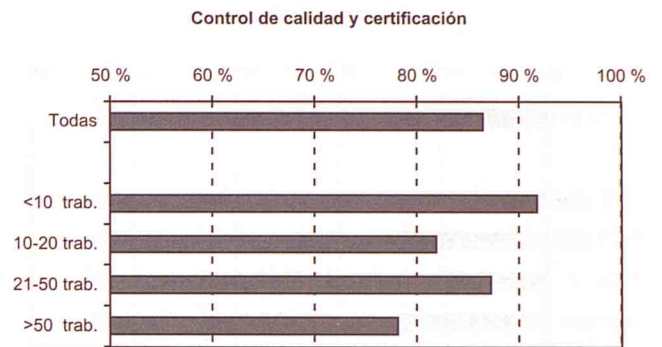 Control de calidad y certificación
50 % 60 % 70 % 80 % 90 % 100 %
Todas
<10 trab.
10-20 trab.
21-50 trab.
>50 trab.